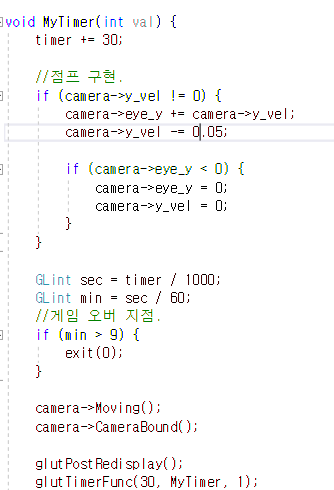 void MyTimer(int val) {
timer += 30;
//점프 구현.
if (camera->y_vel != 0) {
camera->eye_y += camera->y_vel;
camera->y_vel -= 0.05;
if (camera->eye_y < 0) {
camera->eye_y = 0;
camera->y_vel = 0;
}
}
GLint sec = timer / 1000;
GLint min = sec / 60;
//게임 오버 지점.
if (min > 9) {
exit(0);
}
camera->Moving();
camera->CameraBound();
glutPostRedisplay();
glutTimerFunc(30, MyTimer, 1);